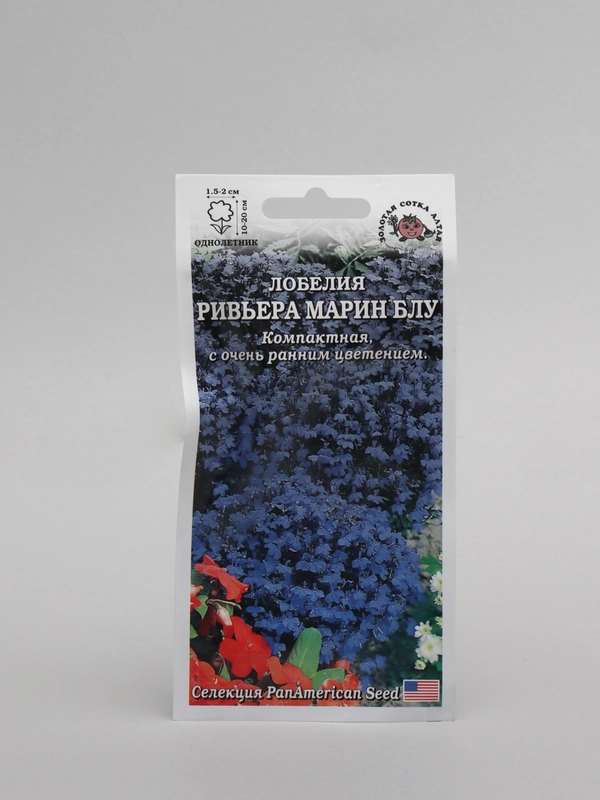 1.5-2 см
10-20 см
ОДНОЛЕТНИК
ЗОЛОТАЯ СОТКА АЛТАЯ
ЛОБЕЛИЯ
РИВЬЕРА МАРИН БЛУ
Компактная,
с очень ранним цветением.
Селекция PanAmerican Seed